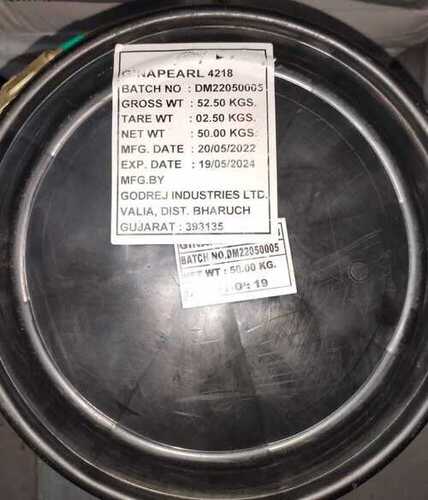 GINAPEARL 4218
BATCH NO : DM22050005
GROSS WT : 52.50 KGS.
TARE WT : 02.50 KGS.
NET WT : 50.00 KGS.
MFG. DATE : 20/05/2022
EXP. DATE : 19/05/2024
MFG.BY
GODREJ INDUSTRIES LTD.
VALIA, DIST. BHARUCH
GUJARAT : 393135
BATCH NO.DM22050005
NET WT : 50.00 KG.
19